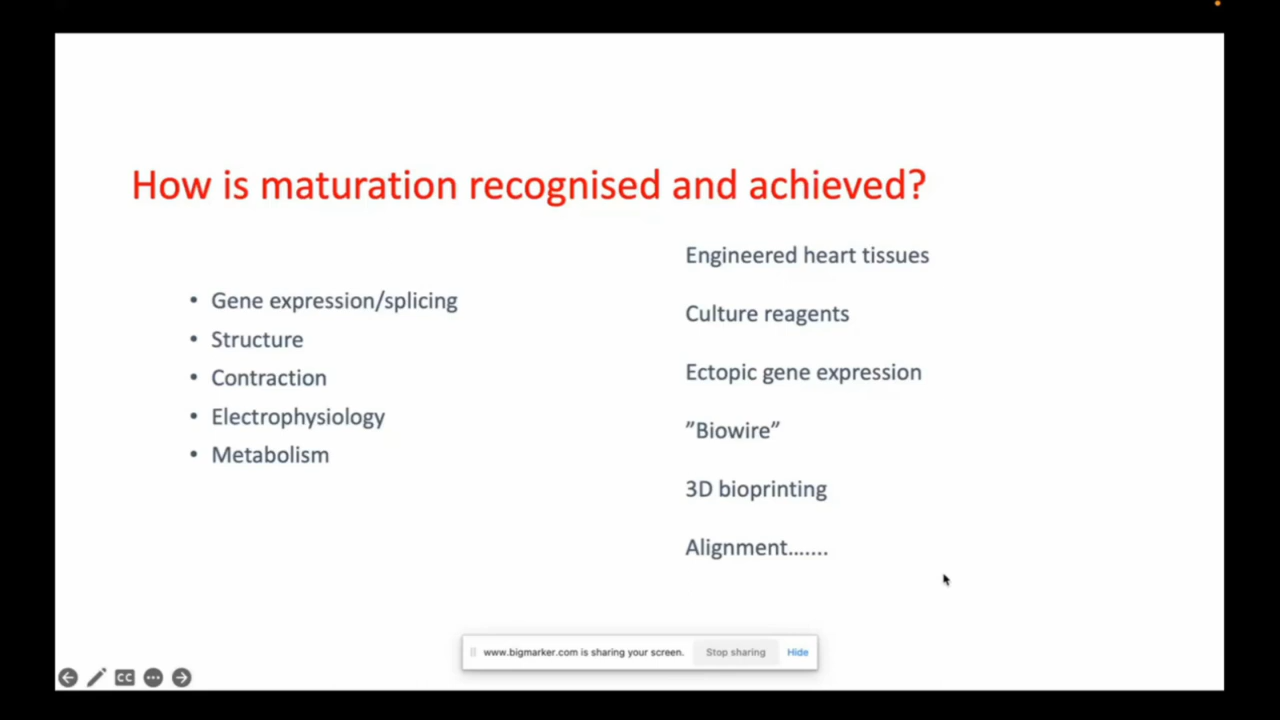 How is maturation recognised and achieved?
• Gene expression/splicing
• Structure
• Contraction
• Electrophysiology
• Metabolism
Engineered heart tissues
Culture reagents
Ectopic gene expression
”Biowire”
3D bioprinting
Alignment…....
www.bigmarker.com is sharing your screen.
Stop sharing
Hide
CC